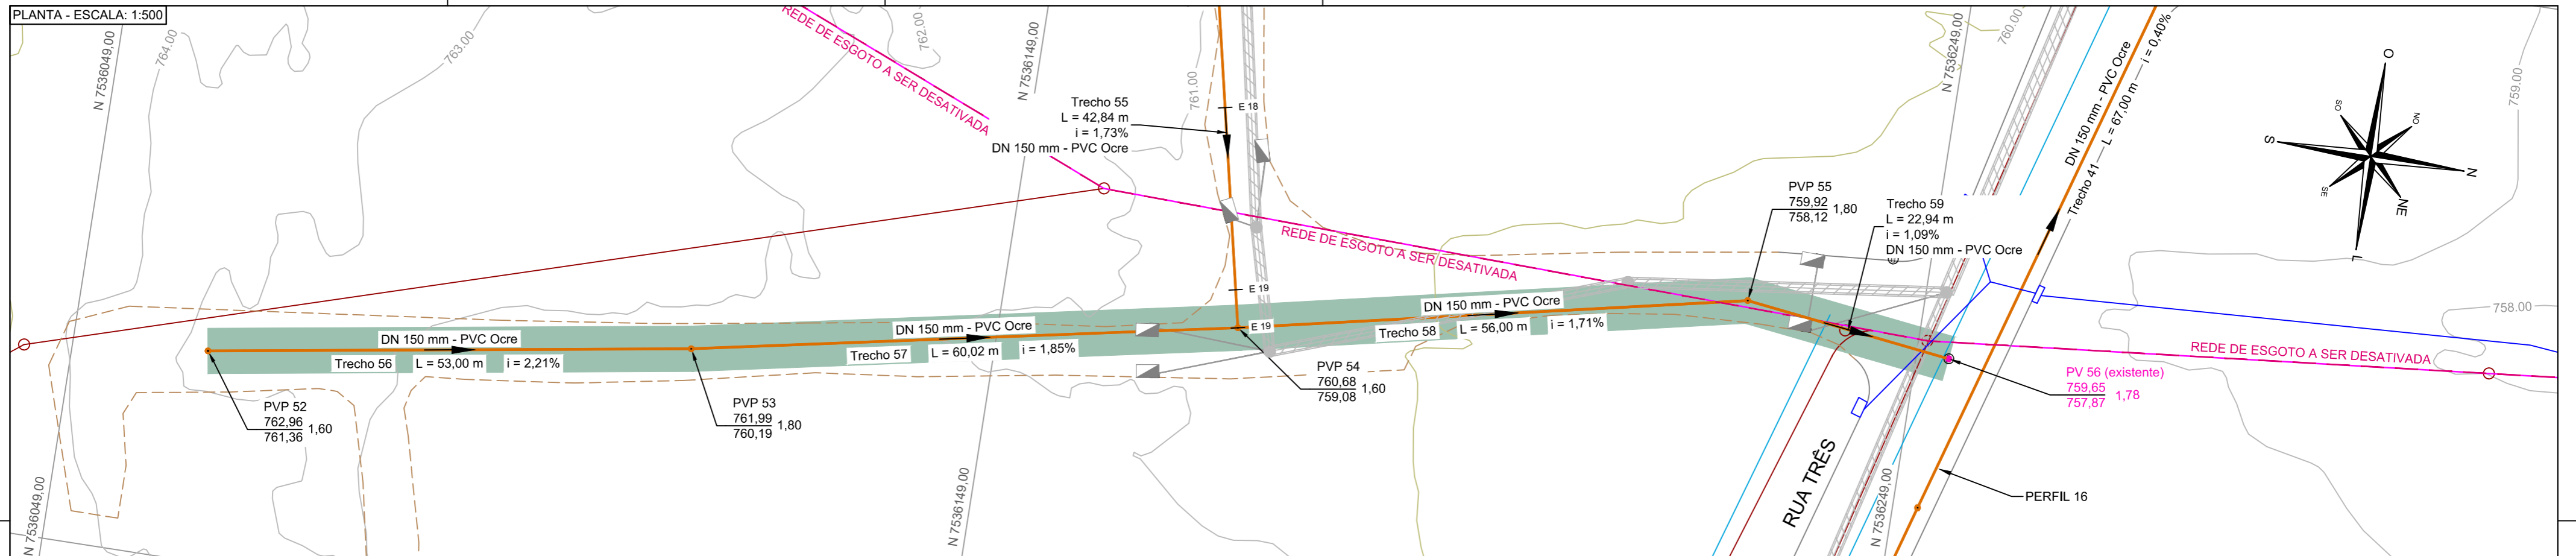 PLANTA - ESCALA: 1:500
N 7536049,00
764.00
763.00
REDE DE ESGOTO A SER DESATIVADA
762.00
N 7536149,00
Trecho 55
L = 42,84 m
i = 1,73%
DN 150 mm - PVC Ocre
761.00
E 18
E 19
E 19
REDE DE ESGOTO A SER DESATIVADA
PVP 55
759,92
758,12
1,80
Trecho 59
L = 22,94 m
i = 1,09%
DN 150 mm - PVC Ocre
N 7536249,00
760.00
DN 150 mm - PVC Ocre
Trecho 41
L = 67,00 m
i = 0,40%
O
SO
NO
S
N
SE
NE
L
759.00
758.00
DN 150 mm - PVC Ocre
Trecho 56
L = 53,00 m
i = 2,21%
DN 150 mm - PVC Ocre
Trecho 57
L = 60,02 m
i = 1,85%
DN 150 mm - PVC Ocre
Trecho 58
L = 56,00 m
i = 1,71%
PVP 52
762,96
761,36
1,60
PVP 53
761,99
760,19
1,80
PVP 54
760,68
759,08
1,60
PV 56 (existente)
759,65
757,87
1,78
REDE DE ESGOTO A SER DESATIVADA
RUA TRÊS
PERFIL 16
N 7536049,00
N 7536149,00
N 7536249,00